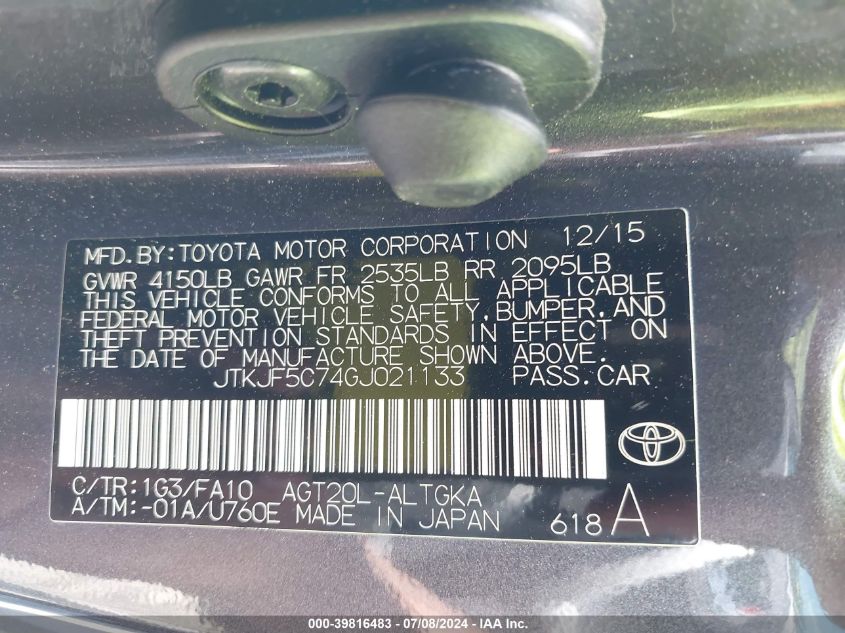 MFD.BY:TOYOTA MOTOR CORPORATION 12/15
GVWR 4150LB GAWR FR 2535LB RR 2095LB
THIS VEHICLE CONFORMS TO ALL APPLICABLE
FEDERAL MOTOR VEHICLE SAFETY,BUMPER,AND
THEFT PREVENTION STANDARDS IN EFFECT ON
THE DATE OF MANUFACTURE SHOWN ABOVE.
JTKJF5C74GJ021133 PASS.CAR
C/TR:1G3/FA10 AGT20L-ALTGKA
A/TM:-01A/U760E MADE IN JAPAN 618 A
000-39816483 - 07/08/2024 - IAA Inc.